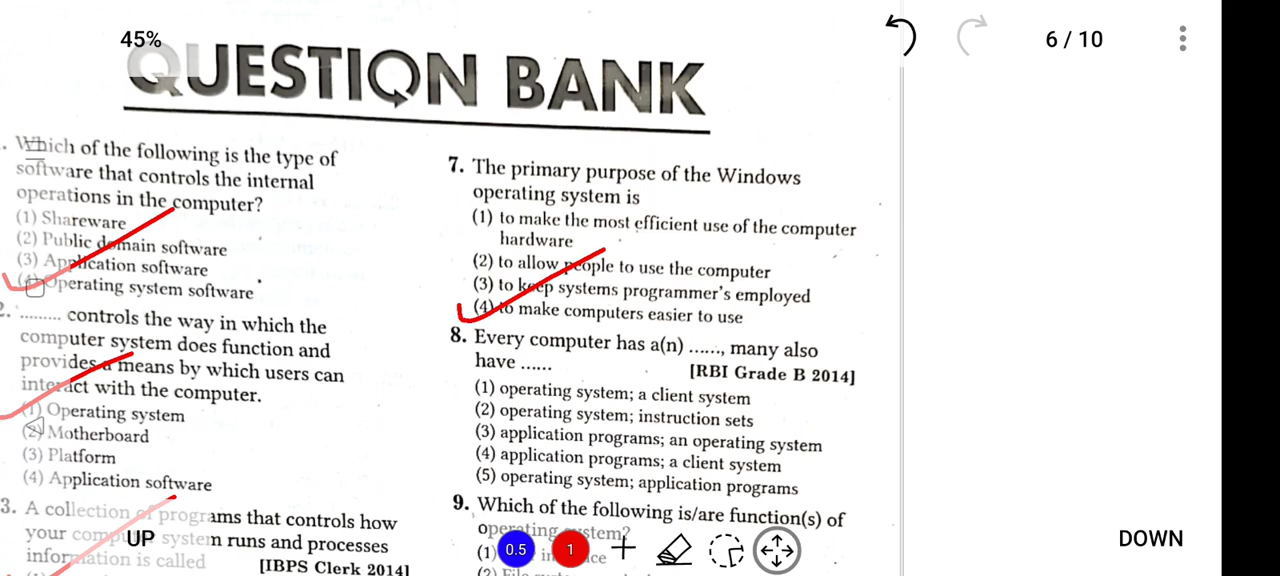 45%
6 / 10
QUESTION BANK
. Which of the following is the type of
software that controls the internal
operations in the computer?
(1) Shareware
(2) Public domain software
(3) Application software
(4) Operating system software
2. ......... controls the way in which the
computer system does function and
provides a means by which users can
interact with the computer.
(1) Operating system
(2) Motherboard
(3) Platform
(4) Application software
3. A collection of programs that controls how
your system runs and processes
information is called [IBPS Clerk 2014]
7. The primary purpose of the Windows
operating system is
(1) to make the most efficient use of the computer
hardware
(2) to allow people to use the computer
(3) to keep systems programmer's employed
(4) to make computers easier to use
8. Every computer has a(n) ......, many also
have ...... [RBI Grade B 2014]
(1) operating system; a client system
(2) operating system; instruction sets
(3) application programs; an operating system
(4) application programs; a client system
(5) operating system; application programs
9. Which of the following is/are function(s) of
operating system?
(1)
(2) File
UP
DOWN
0.5
1